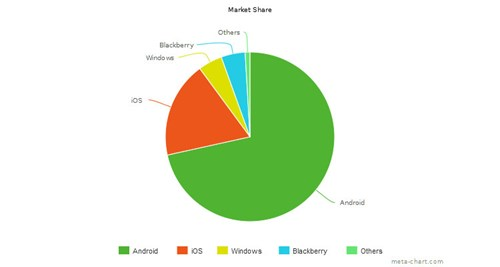 Market Share
Others
Blackberry
Windows
iOS
Android
Android iOS Windows Blackberry Others
meta-chart.com